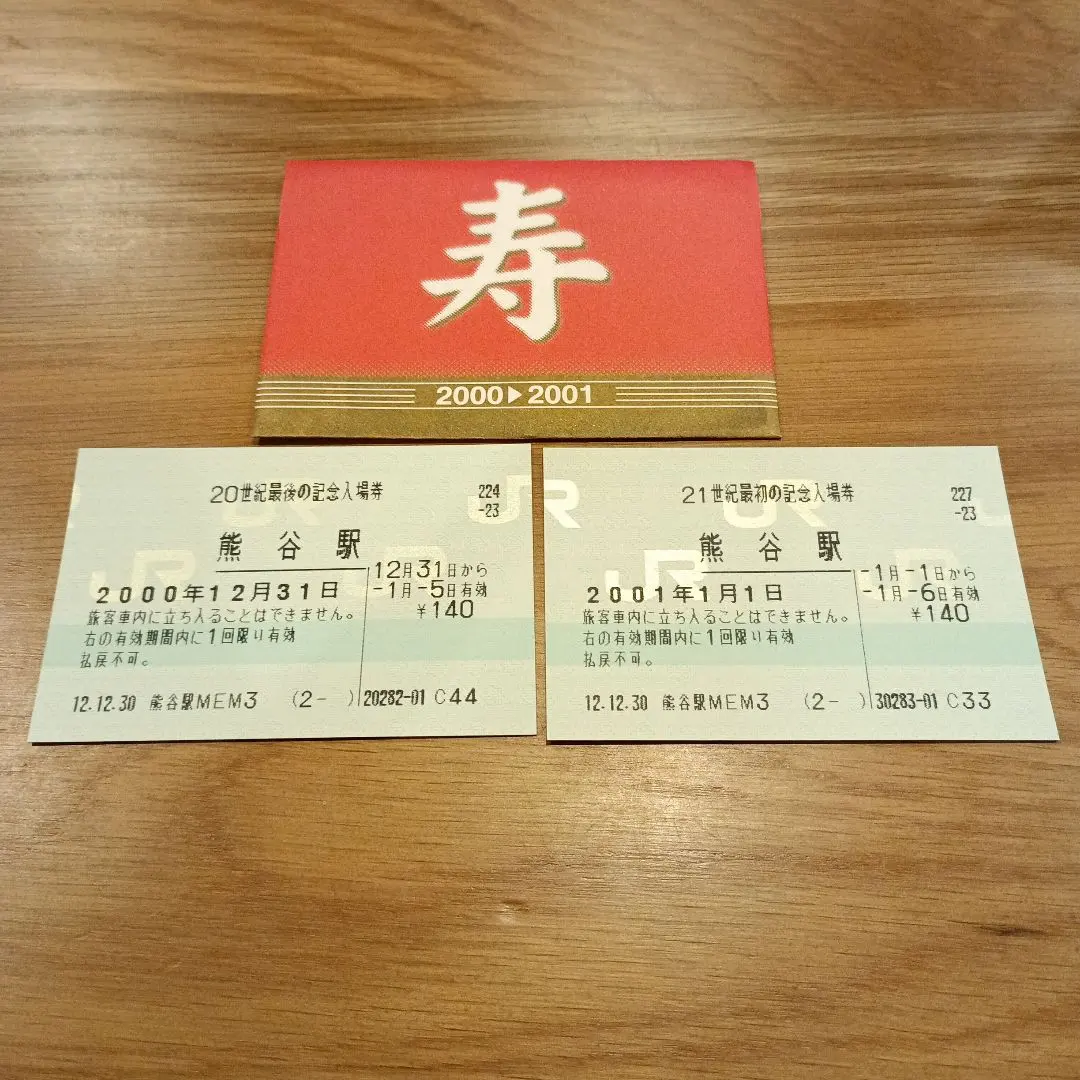 寿
2000▶2001
20世紀最後の記念入場券
224
-23
熊谷駅
2000年12月31日
12月31日から
-1月-5日有効
¥140
旅客車内に立ち入ることはできません。
右の有効期間内に1回限り有効
払戻不可。
12.12.30 熊谷駅MEM3 (2- ) 20282-01 C44
JR
21世紀最初の記念入場券
227
-23
熊谷駅
2001年1月1日
-1月-1日から
-1月-6日有効
¥140
旅客車内に立ち入ることはできません。
右の有効期間内に1回限り有効
払戻不可。
12.12.30 熊谷駅MEM3 (2- ) 30283-01 C33
JR